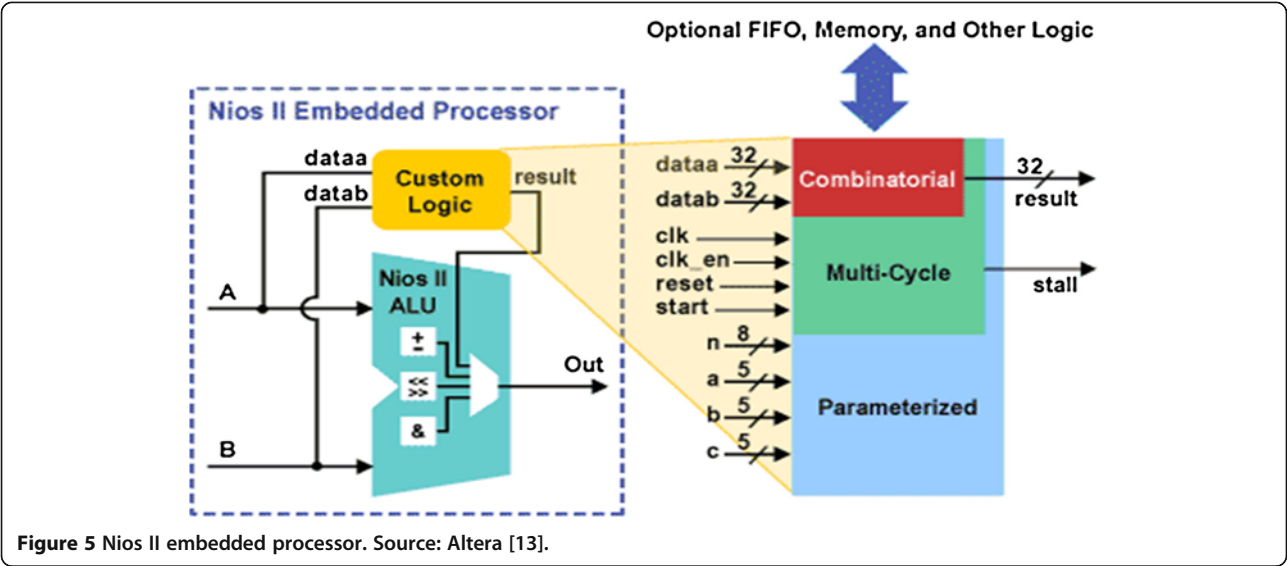 Optional FIFO, Memory, and Other Logic
Nios II Embedded Processor
dataa
datab
Custom
Logic
result
A
Nios II
ALU
±
<<
>>
&
Out
B
dataa 32
datab 32
clk
clk_en
reset
start
n 8
a 5
b 5
c 5
Combinatorial
Multi-Cycle
Parameterized
32
result
stall
Figure 5 Nios II embedded processor. Source: Altera [13].